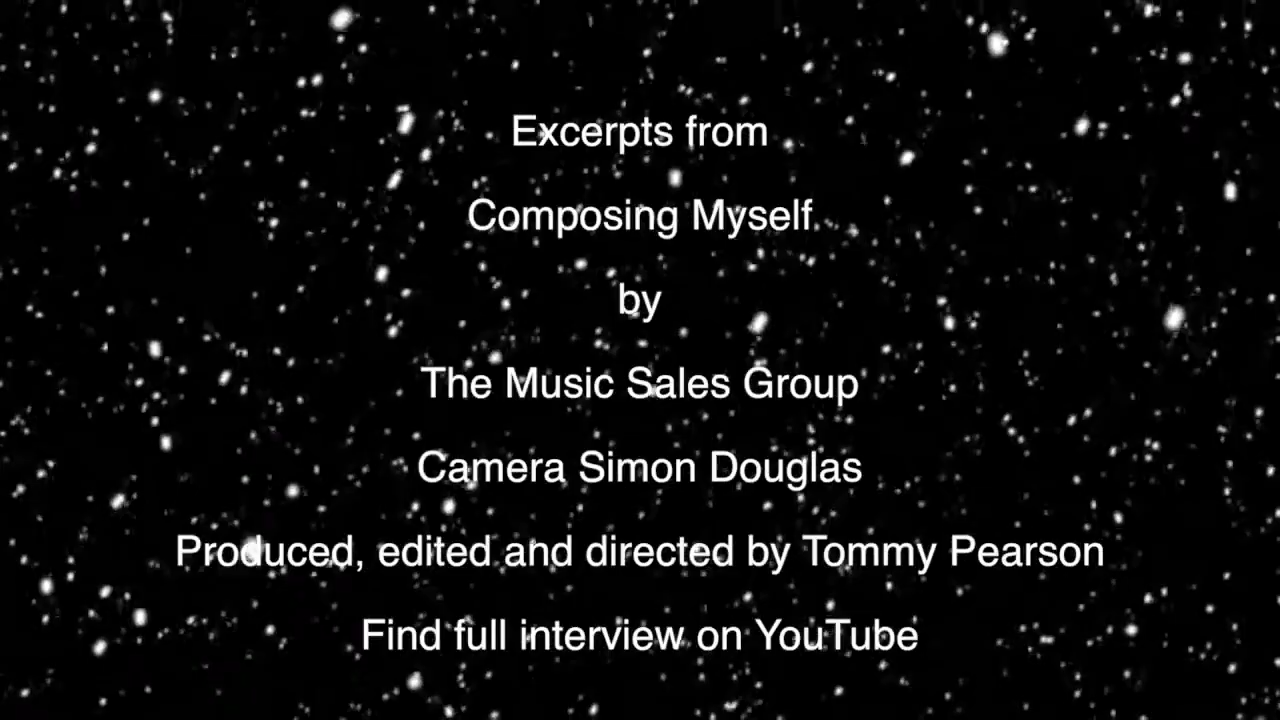 Excerpts from
Composing Myself
by
The Music Sales Group
Camera Simon Douglas
Produced, edited and directed by Tommy Pearson
Find full interview on YouTube